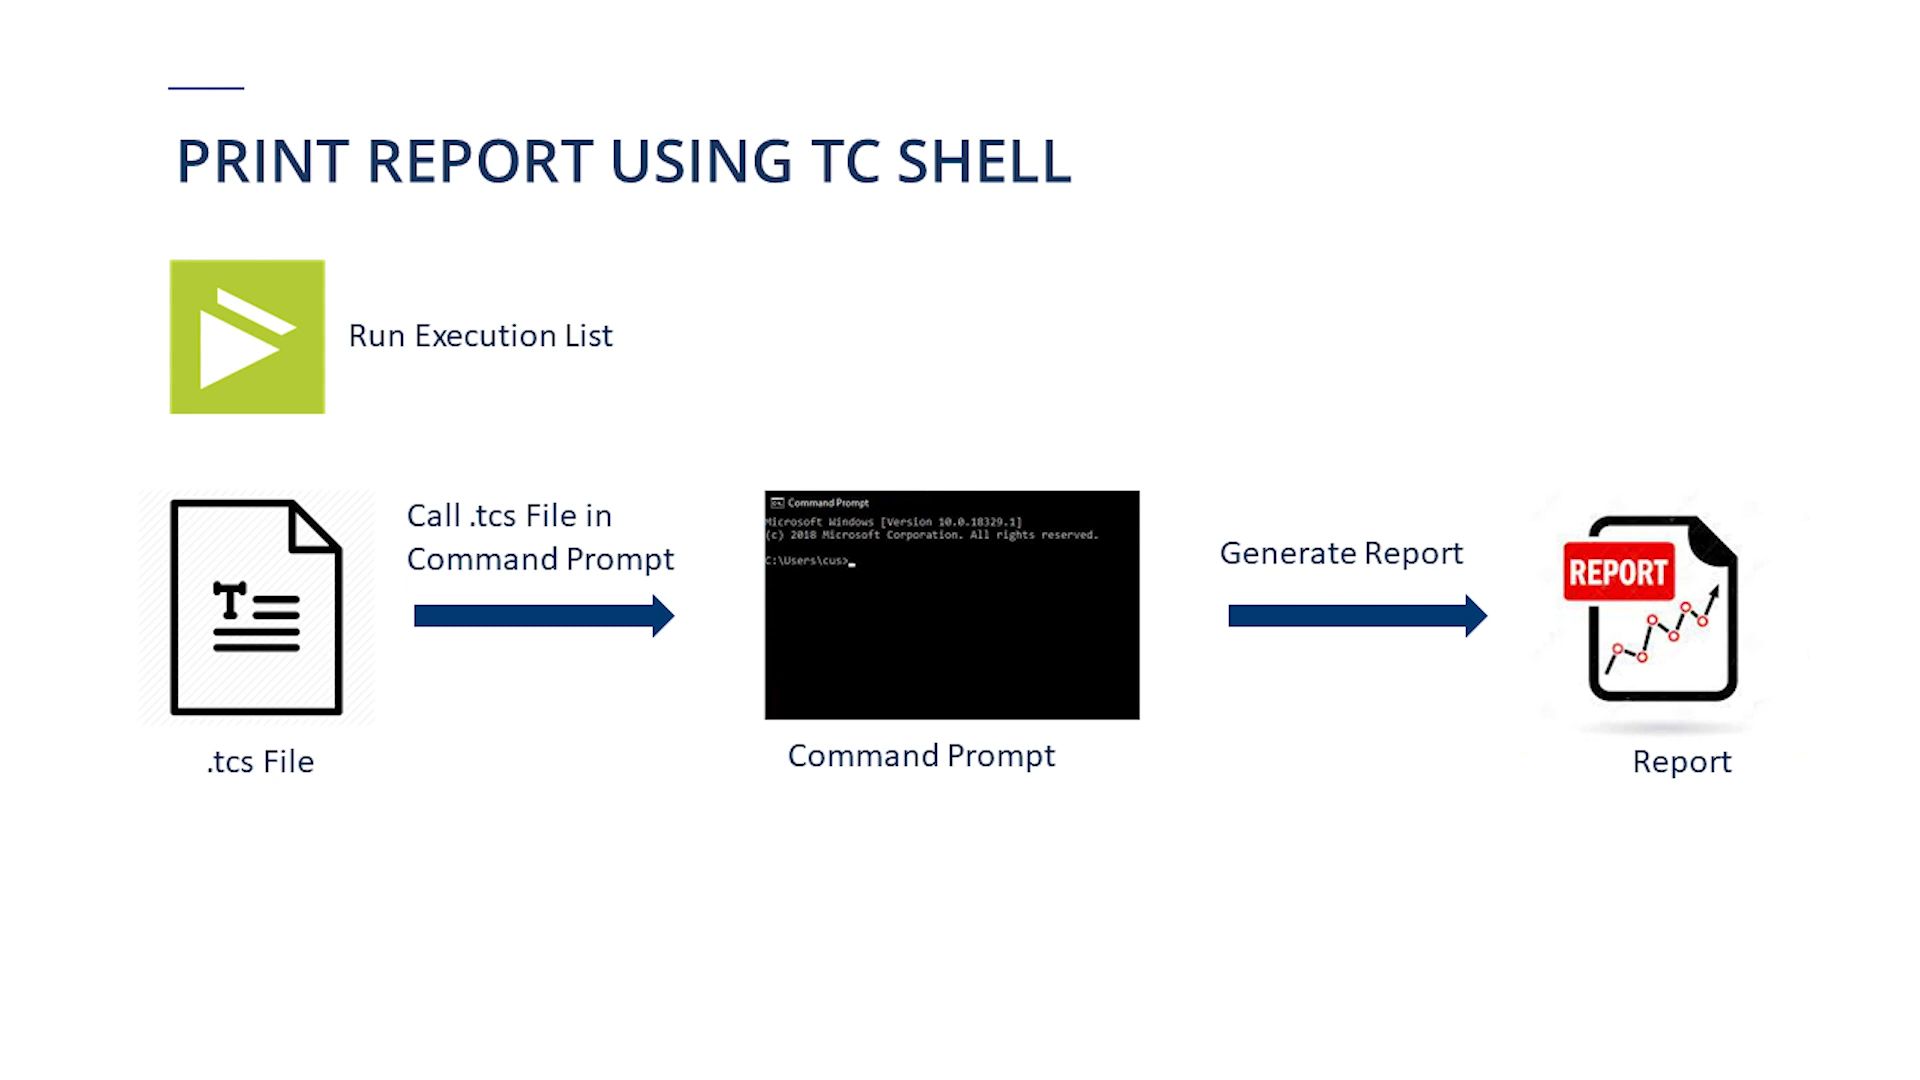 PRINT REPORT USING TC SHELL
Run Execution List
Call .tcs File in
Command Prompt
Command Prompt
Microsoft Windows [Version 10.0.18329.1]
(c) 2018 Microsoft Corporation. All rights reserved.
C:\Users\cus>
Generate Report
REPORT
T
.tcs File
Command Prompt
Report